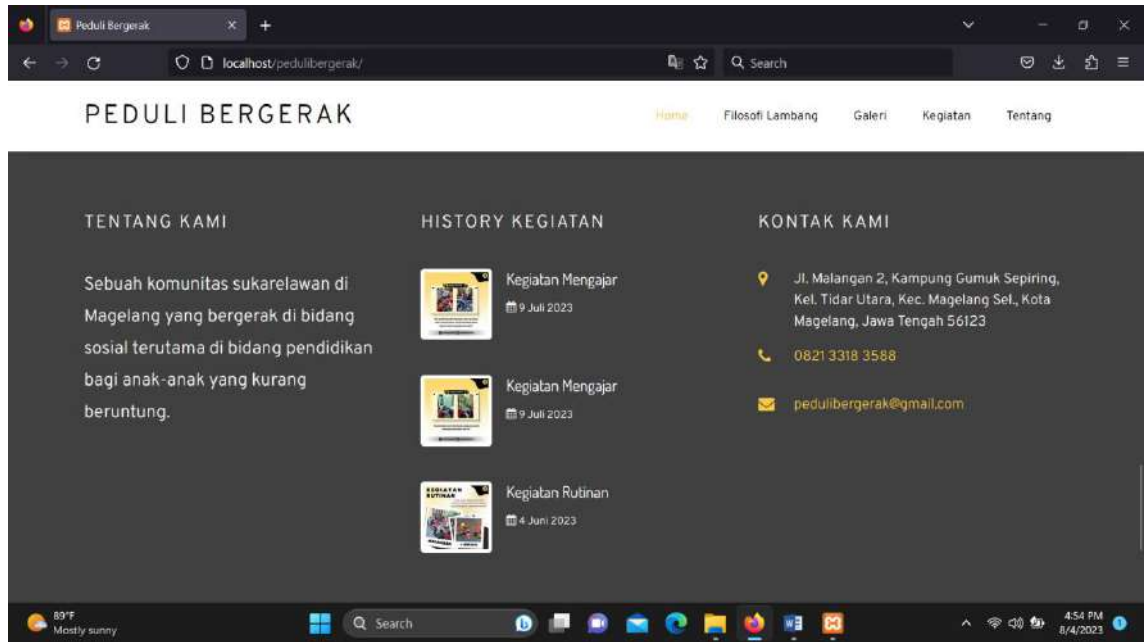 Peduli Bergerak
localhost/pedulibergerak/
Search
PEDULI BERGERAK
Home
Filosofi Lambang
Galeri
Kegiatan
Tentang
TENTANG KAMI
Sebuah komunitas sukarelawan di
Magelang yang bergerak di bidang
sosial terutama di bidang pendidikan
bagi anak-anak yang kurang
beruntung.
HISTORY KEGIATAN
Kegiatan Mengajar
9 Juli 2023
Kegiatan Mengajar
9 Juli 2023
KEGIATAN
RUTINAN
Kegiatan Rutinan
4 Juni 2023
KONTAK KAMI
Jl. Malangan 2, Kampung Gumuk Sepiring,
Kel. Tidar Utara, Kec. Magelang Sel., Kota
Magelang, Jawa Tengah 56123
0821 3318 3588
pedulibergerak@gmail.com
89°F
Mostly sunny
Search
4:54 PM
8/4/2023
1